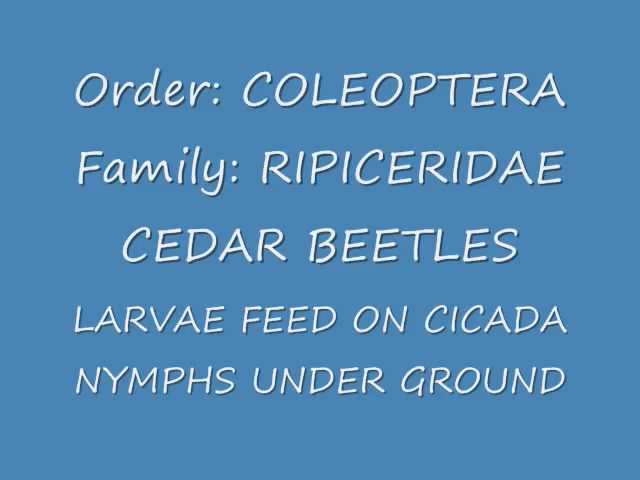 Order: COLEOPTERA
Family: RIPICERIDAE
CEDAR BEETLES
LARVAE FEED ON CICADA
NYMPHS UNDER GROUND